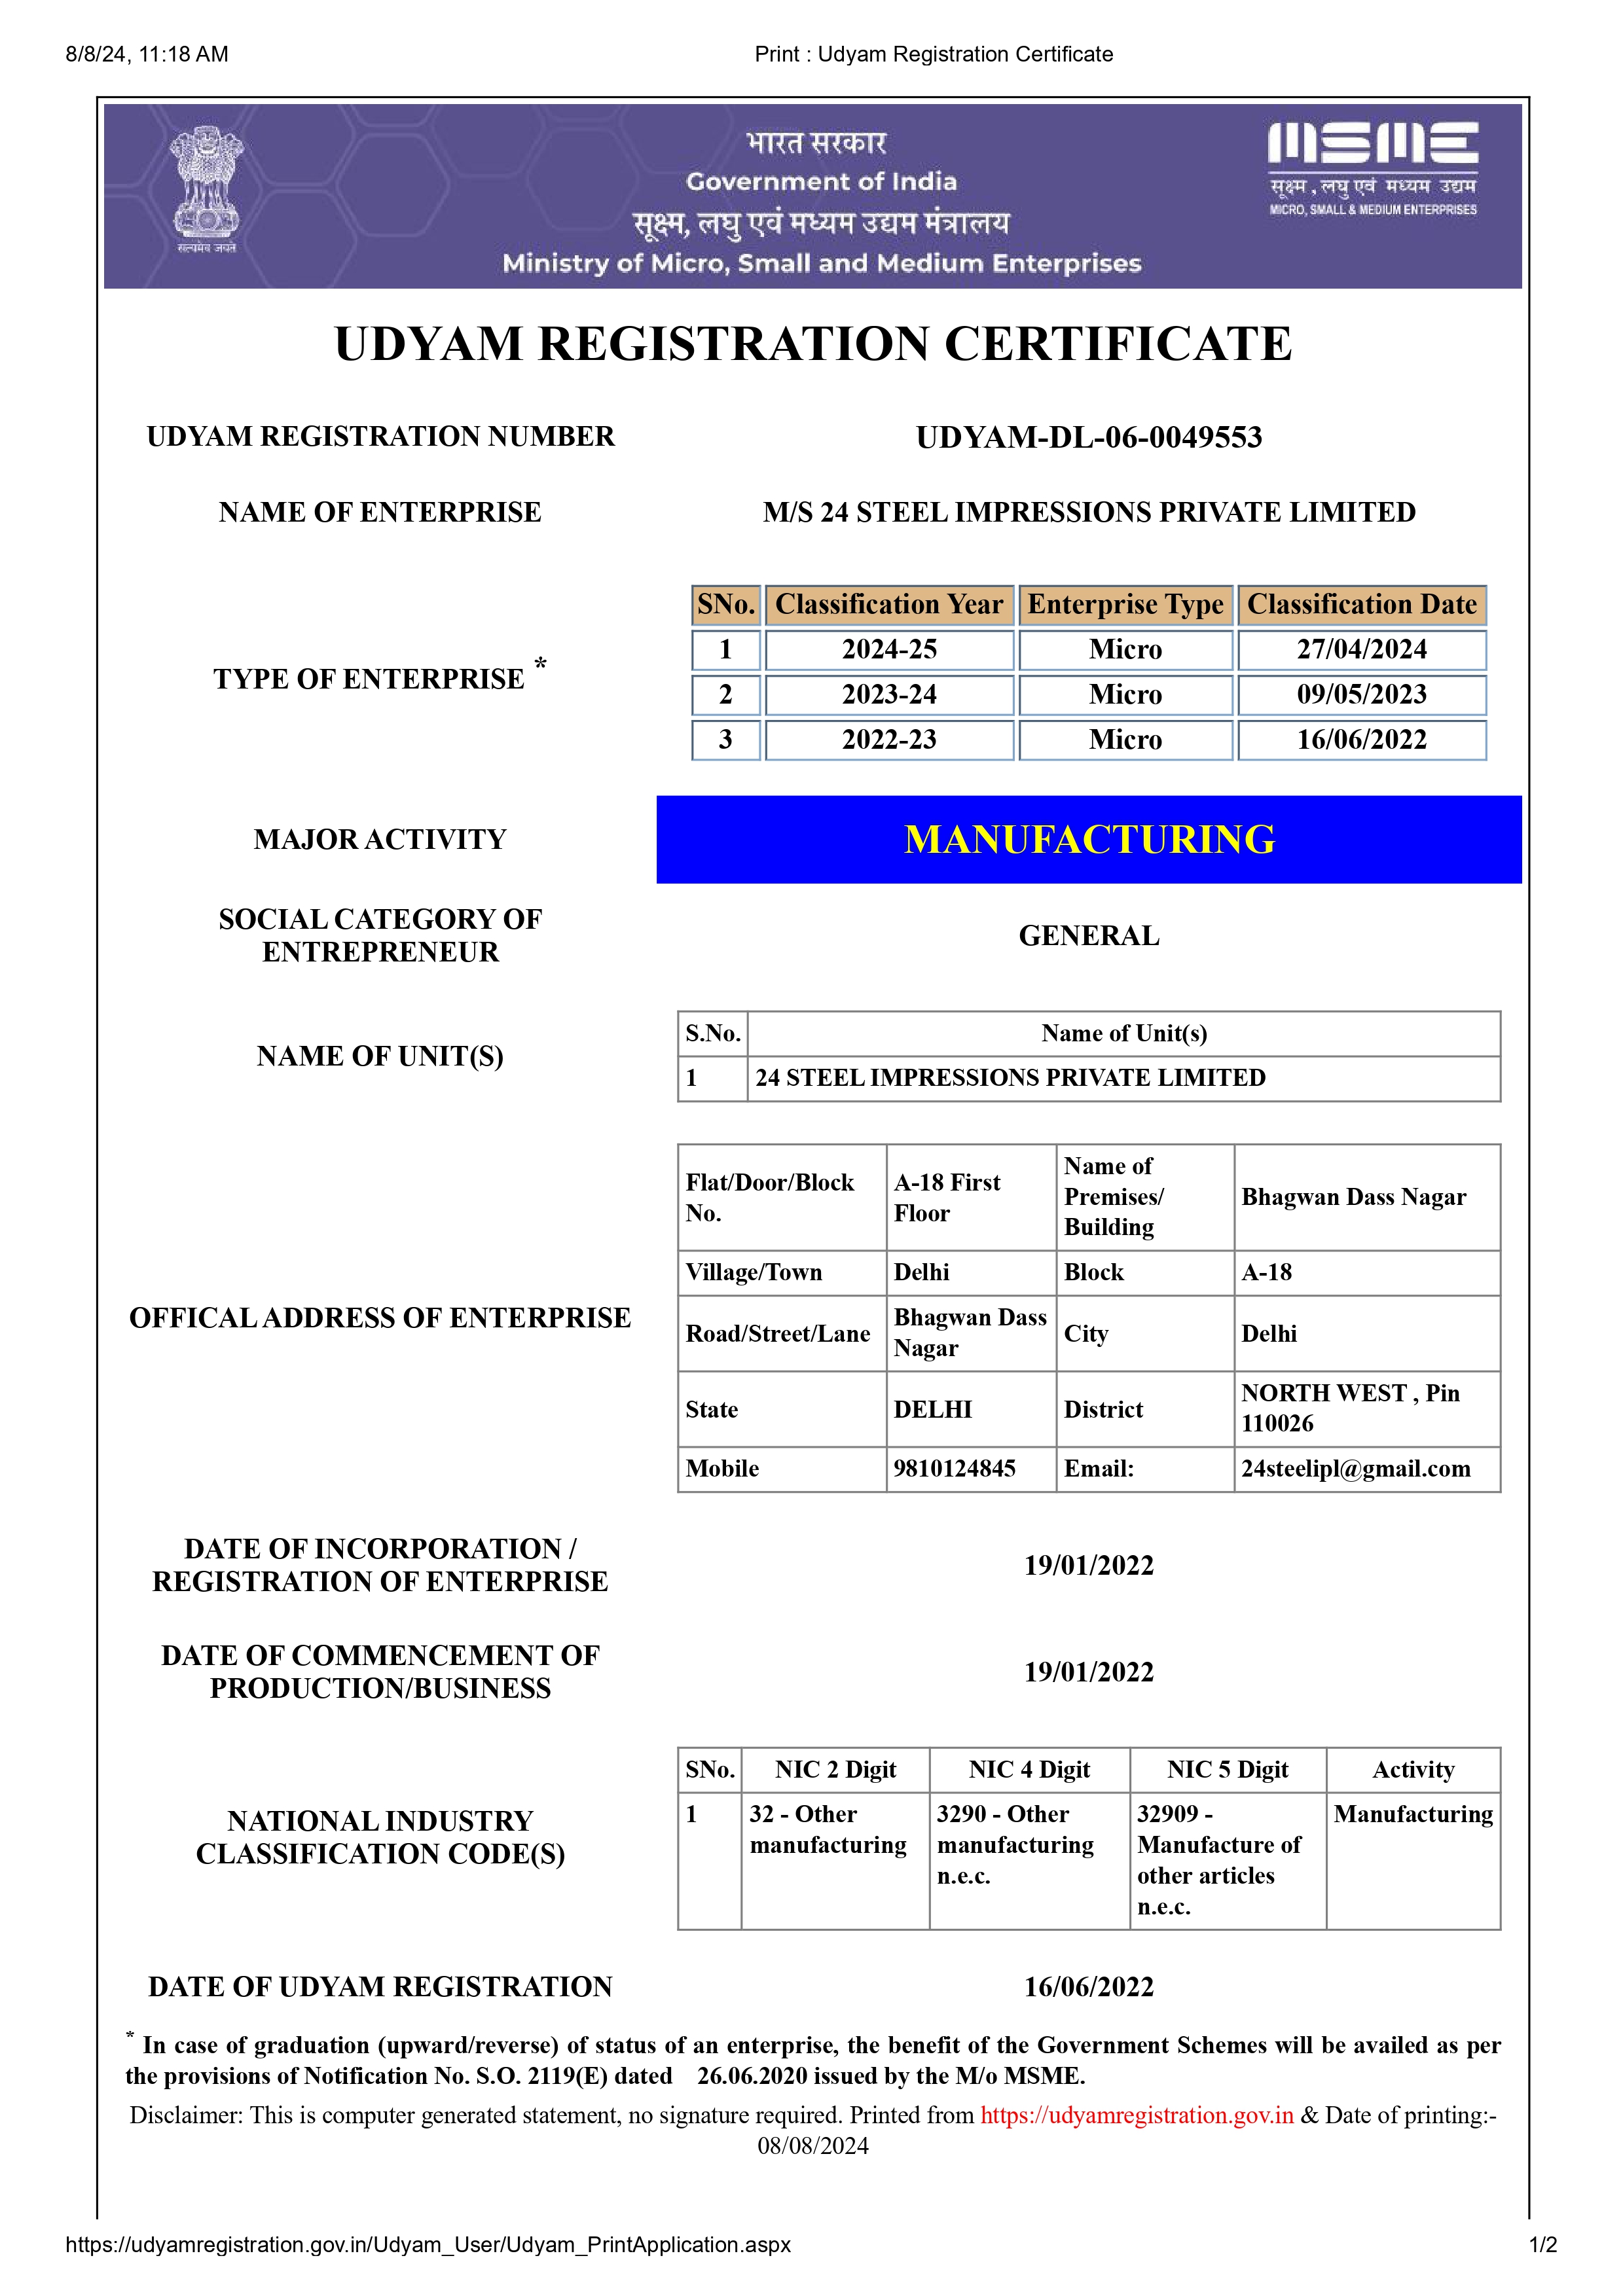 8/8/24, 11:18 AM
Print : Udyam Registration Certificate
सत्यमेव जयते
भारत सरकार
Government of India
सूक्ष्म, लघु एवं मध्यम उद्यम मंत्रालय
Ministry of Micro, Small and Medium Enterprises
MSME
सूक्ष्म , लघु एवं मध्यम उद्यम
MICRO, SMALL & MEDIUM ENTERPRISES
UDYAM REGISTRATION CERTIFICATE
UDYAM REGISTRATION NUMBER
UDYAM-DL-06-0049553
NAME OF ENTERPRISE
M/S 24 STEEL IMPRESSIONS PRIVATE LIMITED
TYPE OF ENTERPRISE *
SNo. Classification Year Enterprise Type Classification Date
1 2024-25 Micro 27/04/2024
2 2023-24 Micro 09/05/2023
3 2022-23 Micro 16/06/2022
MAJOR ACTIVITY
MANUFACTURING
SOCIAL CATEGORY OF
ENTREPRENEUR
GENERAL
NAME OF UNIT(S)
S.No. Name of Unit(s)
1 24 STEEL IMPRESSIONS PRIVATE LIMITED
OFFICAL ADDRESS OF ENTERPRISE
Flat/Door/Block
No.
A-18 First
Floor
Name of
Premises/
Building
Bhagwan Dass Nagar
Village/Town Delhi Block A-18
Road/Street/Lane
Bhagwan Dass
Nagar
City
Delhi
State
DELHI
District
NORTH WEST , Pin
110026
Mobile 9810124845 Email: 24steelipl@gmail.com
DATE OF INCORPORATION /
REGISTRATION OF ENTERPRISE
19/01/2022
DATE OF COMMENCEMENT OF
PRODUCTION/BUSINESS
19/01/2022
NATIONAL INDUSTRY
CLASSIFICATION CODE(S)
SNo. NIC 2 Digit NIC 4 Digit NIC 5 Digit Activity
1
32 - Other
manufacturing
3290 - Other
manufacturing
n.e.c.
32909 -
Manufacture of
other articles
n.e.c.
Manufacturing
DATE OF UDYAM REGISTRATION
16/06/2022
* In case of graduation (upward/reverse) of status of an enterprise, the benefit of the Government Schemes will be availed as per
the provisions of Notification No. S.O. 2119(E) dated 26.06.2020 issued by the M/o MSME.
Disclaimer: This is computer generated statement, no signature required. Printed from https://udyamregistration.gov.in & Date of printing:-
08/08/2024
https://udyamregistration.gov.in/Udyam_User/Udyam_PrintApplication.aspx
1/2